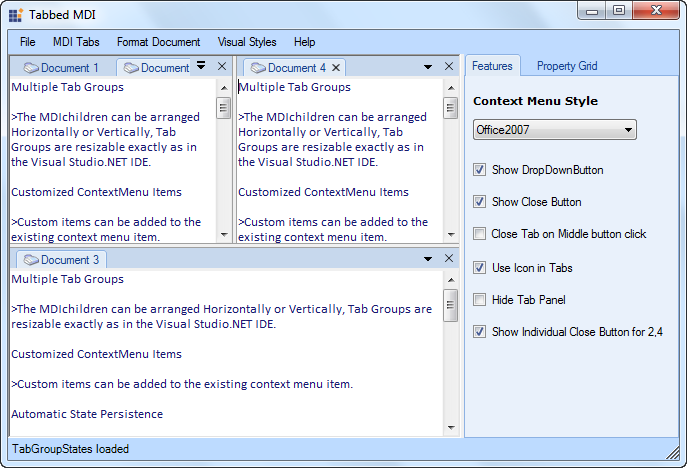 Tabbed MDI
File MDI Tabs Format Document Visual Styles Help
Document 1 Document
Multiple Tab Groups
>The MDIchildren can be arranged
Horizontally or Vertically, Tab
Groups are resizable exactly as in
the Visual Studio.NET IDE.
Customized ContextMenu Items
>Custom items can be added to the
existing context menu item.
Document 4
Multiple Tab Groups
>The MDIchildren can be arranged
Horizontally or Vertically, Tab
Groups are resizable exactly as in
the Visual Studio.NET IDE.
Customized ContextMenu Items
>Custom items can be added to the
existing context menu item.
Document 3
Multiple Tab Groups
>The MDIchildren can be arranged Horizontally or Vertically, Tab Groups are
resizable exactly as in the Visual Studio.NET IDE.
Customized ContextMenu Items
>Custom items can be added to the existing context menu item.
Automatic State Persistence
Features Property Grid
Context Menu Style
Office2007
Show DropDownButton
Show Close Button
Close Tab on Middle button click
Use Icon in Tabs
Hide Tab Panel
Show Individual Close Button for 2,4
TabGroupStates loaded